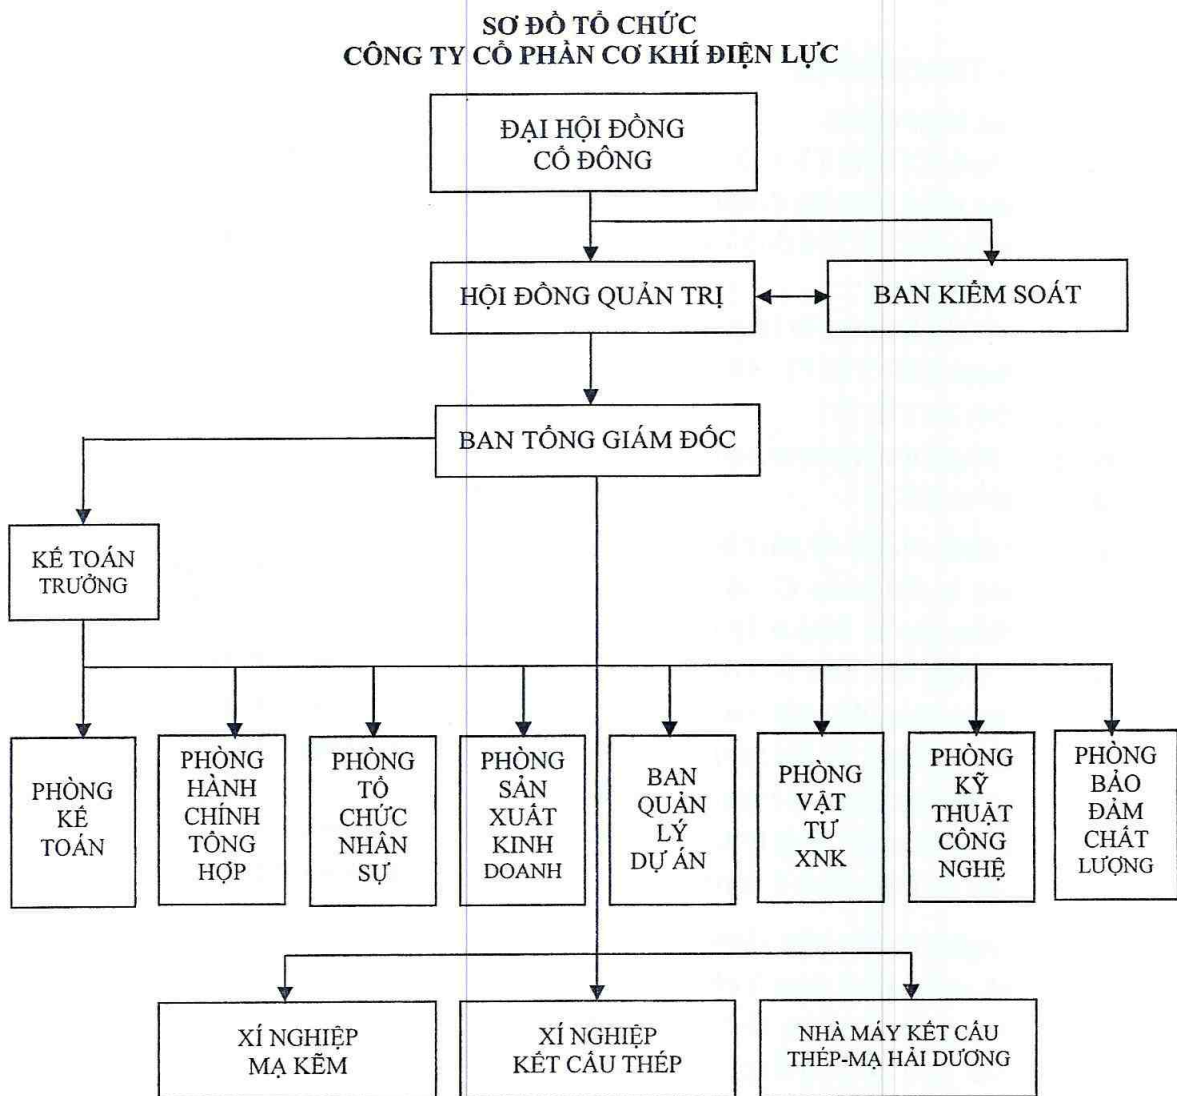 SƠ ĐỒ TỔ CHỨC
CÔNG TY CỔ PHẦN CƠ KHÍ ĐIỆN LỰC
ĐẠI HỘI ĐỒNG
CỔ ĐÔNG
HỘI ĐỒNG QUẢN TRỊ
BAN KIỂM SOÁT
BAN TỔNG GIÁM ĐỐC
KẾ TOÁN
TRƯỞNG
PHÒNG
KẾ
TOÁN
PHÒNG
HÀNH
CHÍNH
TỔNG
HỢP
PHÒNG
TỔ
CHỨC
NHÂN
SỰ
PHÒNG
SẢN
XUẤT
KINH
DOANH
BAN
QUẢN
LÝ
DỰ ÁN
PHÒNG
VẬT
TƯ
XNK
PHÒNG
KỸ
THUẬT
CÔNG
NGHỆ
PHÒNG
BẢO
ĐẢM
CHẤT
LƯỢNG
XÍ NGHIỆP
MẠ KẼM
XÍ NGHIỆP
KẾT CẤU THÉP
NHÀ MÁY KẾT CẤU
THÉP-MẠ HẢI DƯƠNG